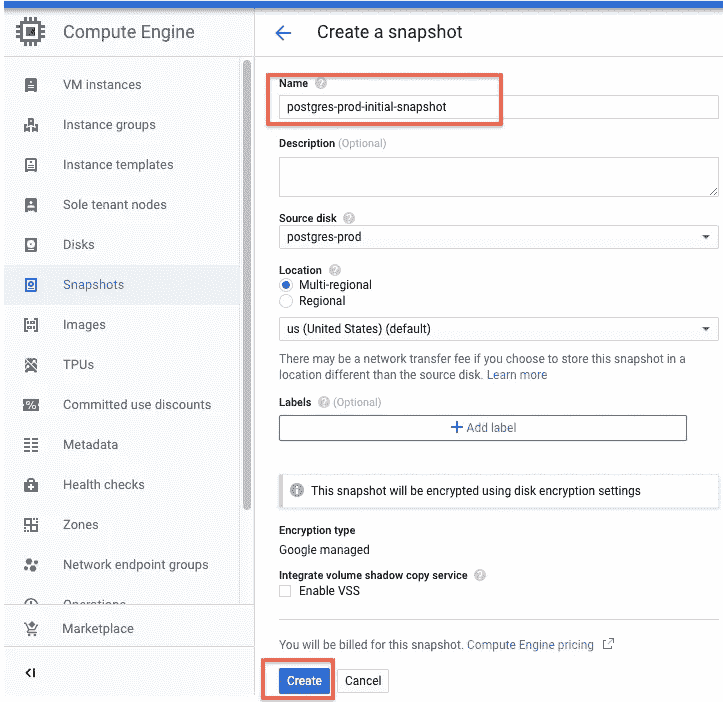 Compute Engine
VM instances
Instance groups
Instance templates
Sole tenant nodes
Disks
Snapshots
Images
TPUs
Committed use discounts
Metadata
Health checks
Zones
Network endpoint groups
Operations
Marketplace
Create a snapshot
Name
postgres-prod-initial-snapshot
Description (Optional)
Source disk
postgres-prod
Location
Multi-regional
Regional
us (United States) (default)
There may be a network transfer fee if you choose to store this snapshot in a
location different than the source disk. Learn more
Labels (Optional)
Add label
This snapshot will be encrypted using disk encryption settings
Encryption type
Google managed
Integrate volume shadow copy service
Enable VSS
You will be billed for this snapshot. Compute Engine pricing
Create Cancel